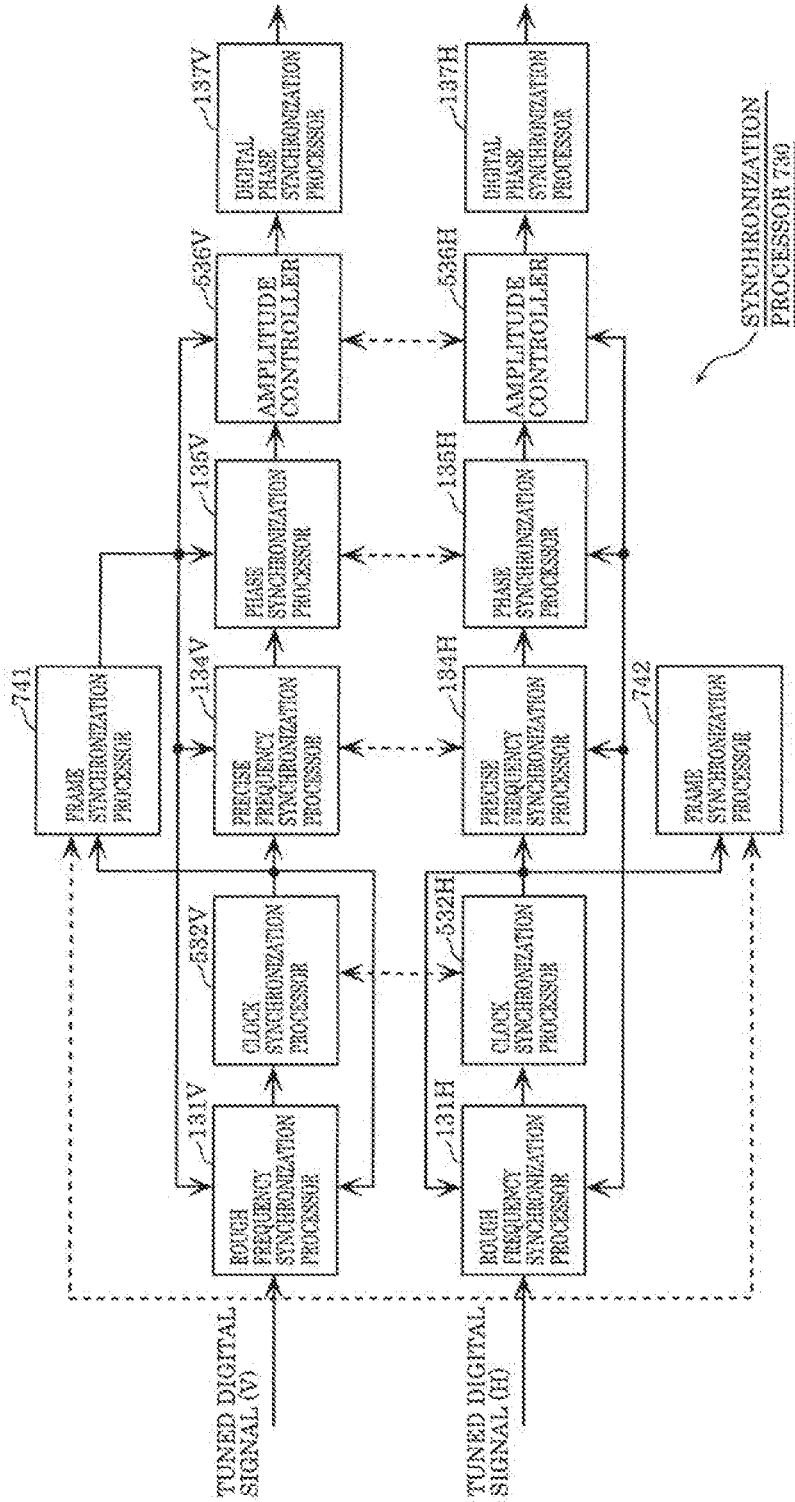 TUNED DIGITAL
SIGNAL (V)
131V
ROUGH
FREQUENCY
SYNCHRONIZATION
PROCESSOR
532V
CLOCK
SYNCHRONIZATION
PROCESSOR
741
FRAME
SYNCHRONIZATION
PROCESSOR
134V
PRECISE
FREQUENCY
SYNCHRONIZATION
PROCESSOR
135V
PHASE
SYNCHRONIZATION
PROCESSOR
536V
AMPLITUDE
CONTROLLER
137V
DIGITAL
PHASE
SYNCHRONIZATION
PROCESSOR
TUNED DIGITAL
SIGNAL (H)
131H
ROUGH
FREQUENCY
SYNCHRONIZATION
PROCESSOR
532H
CLOCK
SYNCHRONIZATION
PROCESSOR
134H
PRECISE
FREQUENCY
SYNCHRONIZATION
PROCESSOR
135H
PHASE
SYNCHRONIZATION
PROCESSOR
536H
AMPLITUDE
CONTROLLER
137H
DIGITAL
PHASE
SYNCHRONIZATION
PROCESSOR
742
FRAME
SYNCHRONIZATION
PROCESSOR
SYNCHRONIZATION
PROCESSOR 730